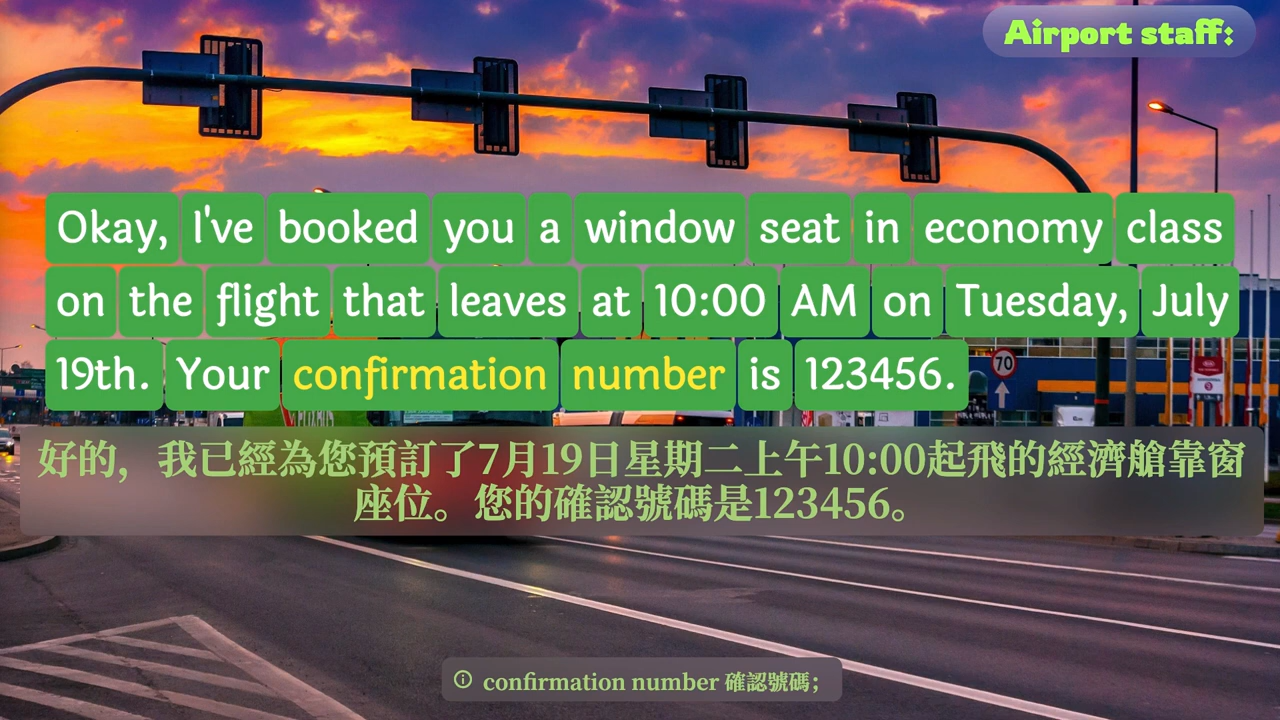 Airport staff:
Okay, I've booked you a window seat in economy class
on the flight that leaves at 10:00 AM on Tuesday, July
19th. Your confirmation number is 123456.
70
好的，我已經為您預訂了7月19日星期二上午10:00起飛的經濟艙靠窗
座位。您的確認號碼是123456。
confirmation number 確認號碼；